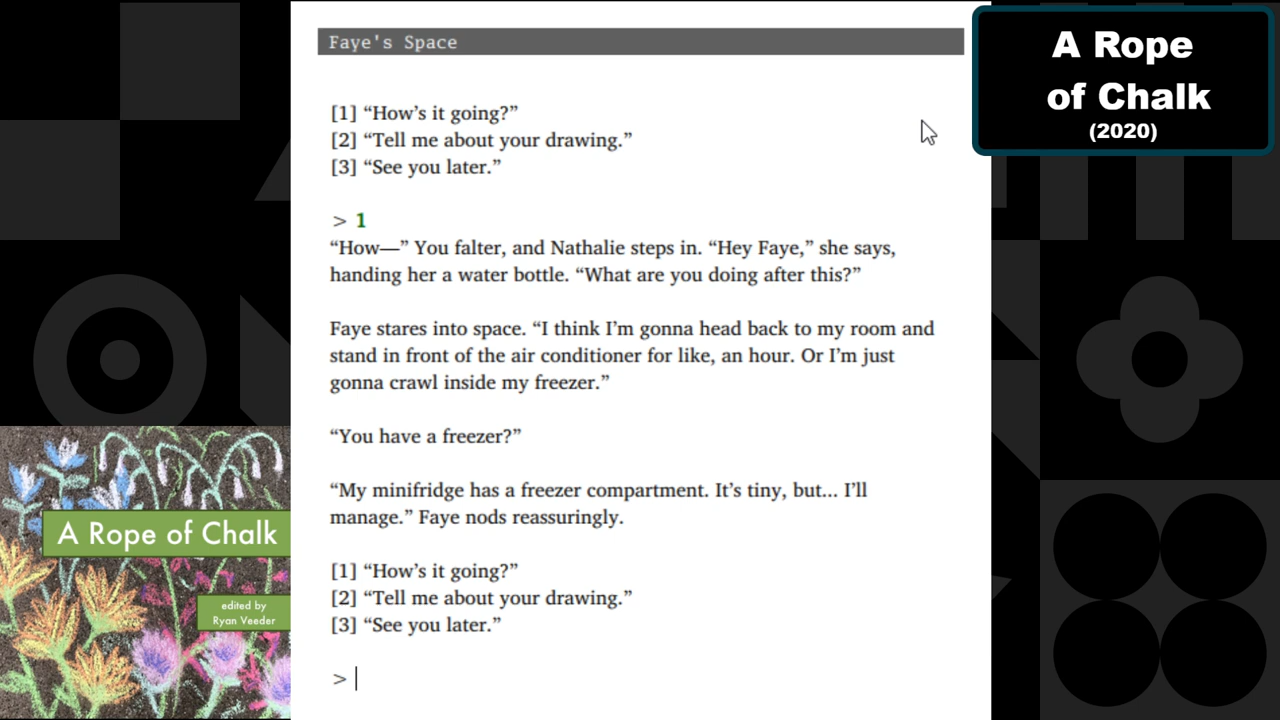 Faye's Space
[1] “How’s it going?”
[2] “Tell me about your drawing.”
[3] “See you later.”
> 1
“How—” You falter, and Nathalie steps in. “Hey Faye,” she says,
handing her a water bottle. “What are you doing after this?”
Faye stares into space. “I think I’m gonna head back to my room and
stand in front of the air conditioner for like, an hour. Or I’m just
gonna crawl inside my freezer.”
“You have a freezer?”
“My minifridge has a freezer compartment. It’s tiny, but... I’ll
manage.” Faye nods reassuringly.
[1] “How’s it going?”
[2] “Tell me about your drawing.”
[3] “See you later.”
>
A Rope
of Chalk
(2020)
A Rope of Chalk
edited by
Ryan Veeder